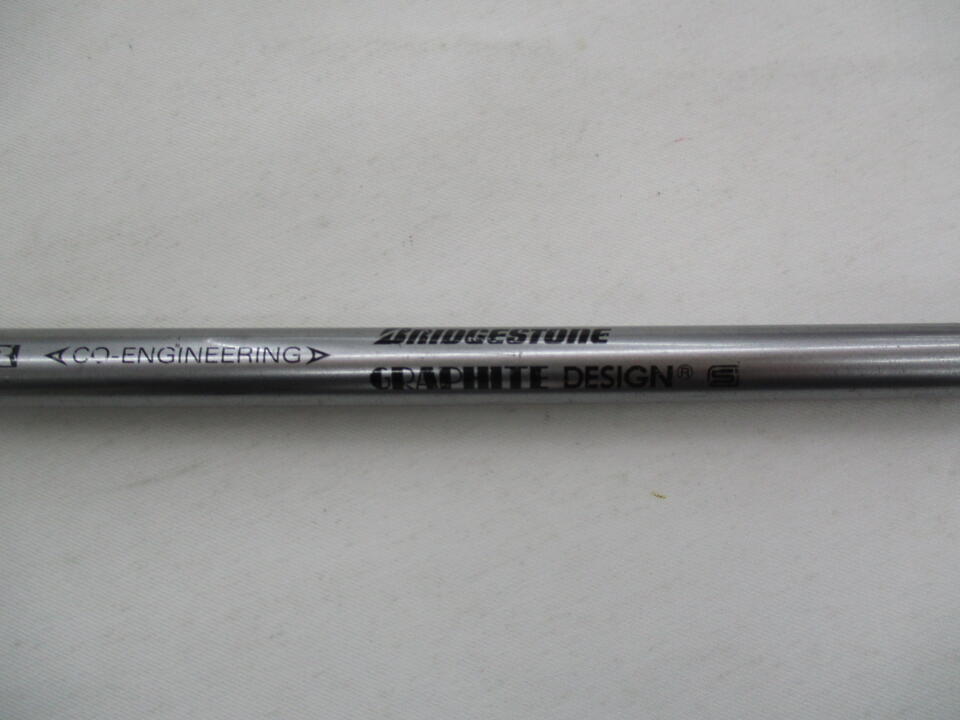 <CO-ENGINEERING>
BRIDGESTONE
GRAPHITE DESIGN® S